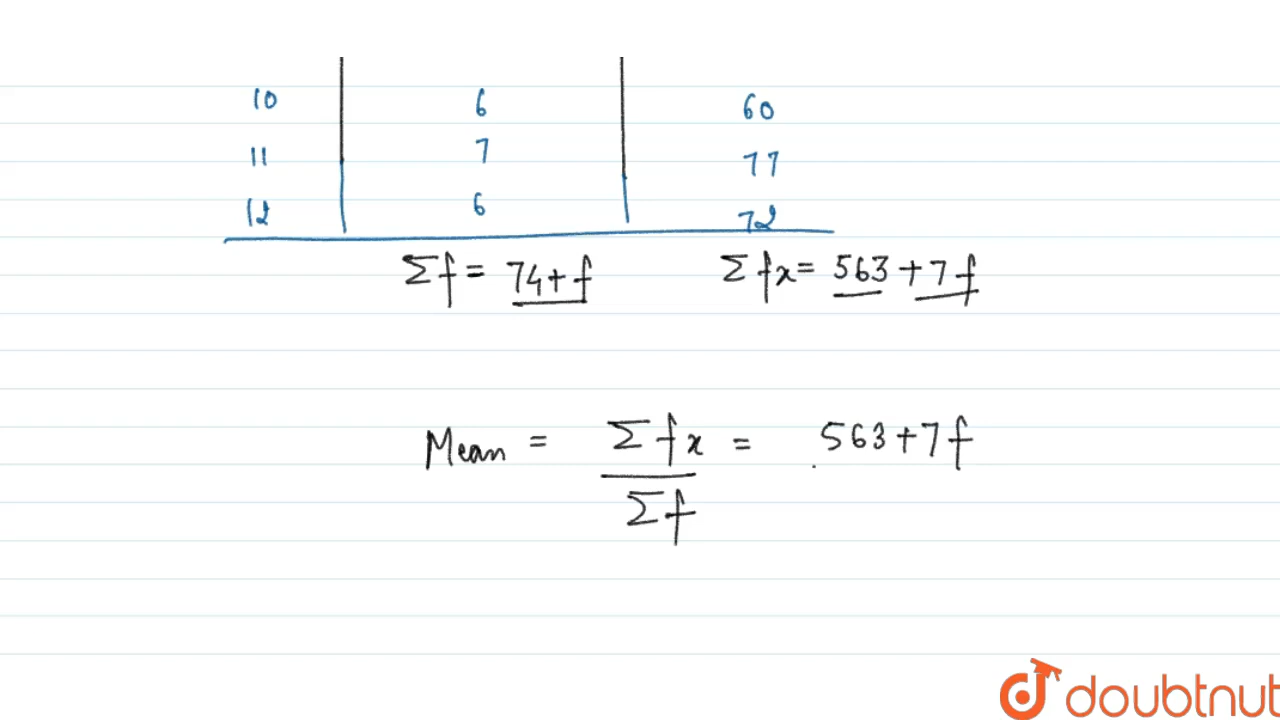 10 6 60
11 7 77
12 6 72
Σf = 74+f Σfx = 563+7f
Mean = Σfx = 563+7f
Σf
doubtnut